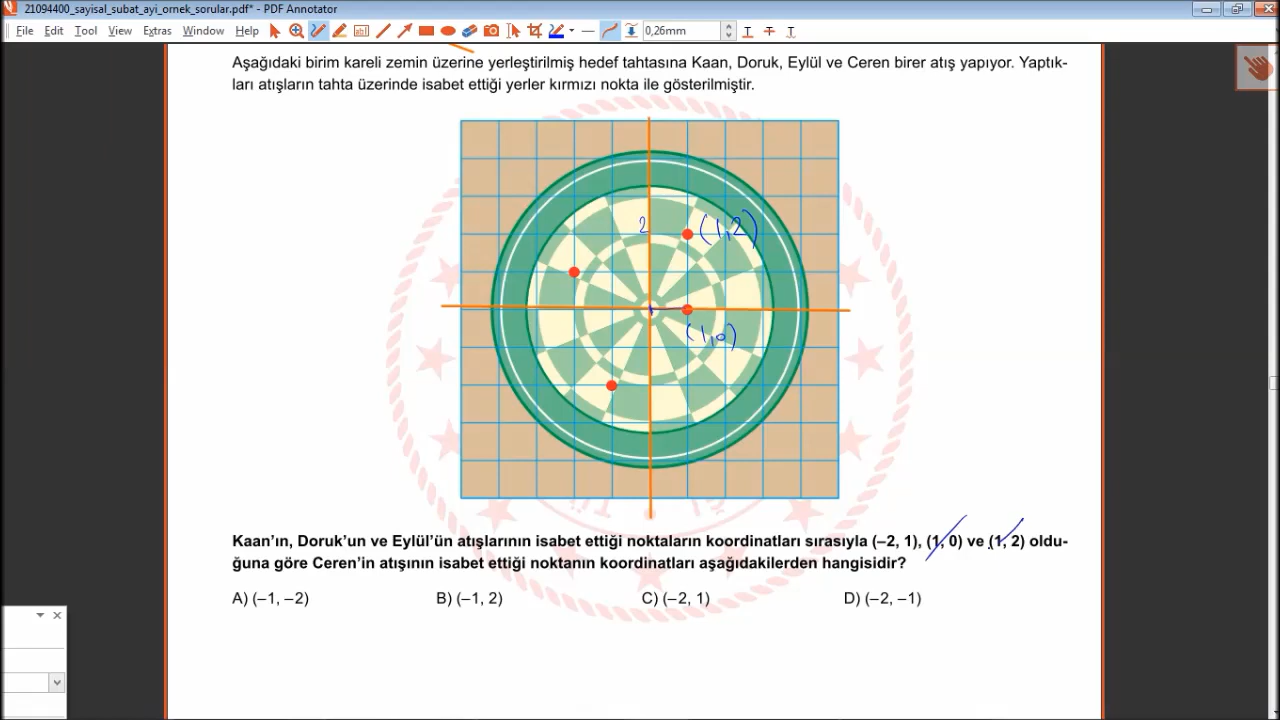 21094400_sayisal_subat_ayi_ornek_sorular.pdf* - PDF Annotator
File Edit Tool View Extras Window Help 0,26mm
Aşağıdaki birim kareli zemin üzerine yerleştirilmiş hedef tahtasına Kaan, Doruk, Eylül ve Ceren birer atış yapıyor. Yaptık-
ları atışların tahta üzerinde isabet ettiği yerler kırmızı nokta ile gösterilmiştir.
2 (1,2)
(1,0)
Kaan'ın, Doruk'un ve Eylül'ün atışlarının isabet ettiği noktaların koordinatları sırasıyla (–2, 1), (1, 0) ve (1, 2) oldu-
ğuna göre Ceren'in atışının isabet ettiği noktanın koordinatları aşağıdakilerden hangisidir?
A) (–1, –2) B) (–1, 2) C) (–2, 1) D) (–2, –1)